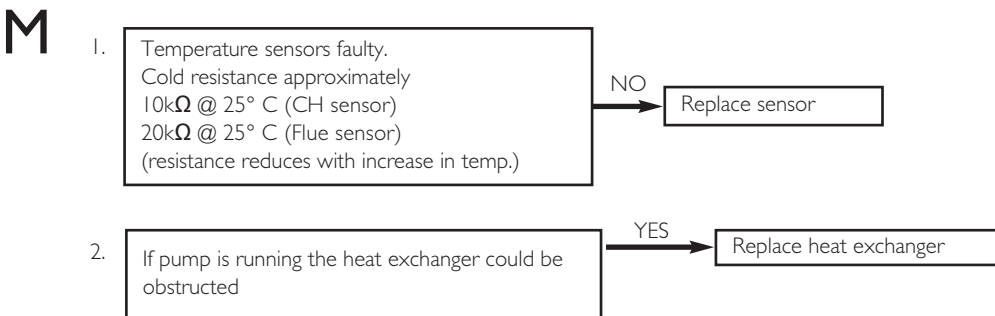 M
1.
Temperature sensors faulty.
Cold resistance approximately
10kΩ @ 25° C (CH sensor)
20kΩ @ 25° C (Flue sensor)
(resistance reduces with increase in temp.)
NO
Replace sensor
2.
If pump is running the heat exchanger could be
obstructed
YES
Replace heat exchanger